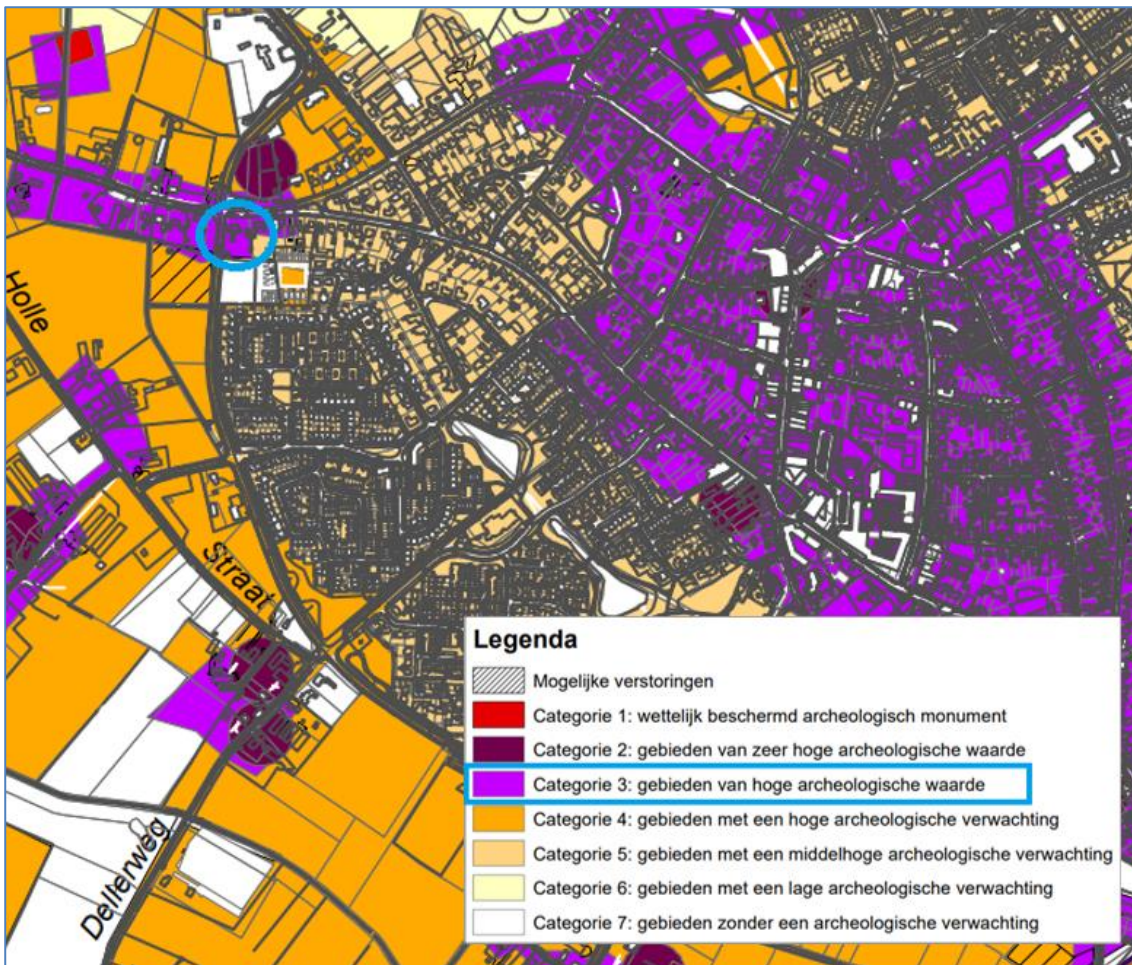 Holle
Straat
Dellerweg
Legenda
Mogelijke verstoringen
Categorie 1: wettelijk beschermd archeologisch monument
Categorie 2: gebieden van zeer hoge archeologische waarde
Categorie 3: gebieden van hoge archeologische waarde
Categorie 4: gebieden met een hoge archeologische verwachting
Categorie 5: gebieden met een middelhoge archeologische verwachting
Categorie 6: gebieden met een lage archeologische verwachting
Categorie 7: gebieden zonder een archeologische verwachting